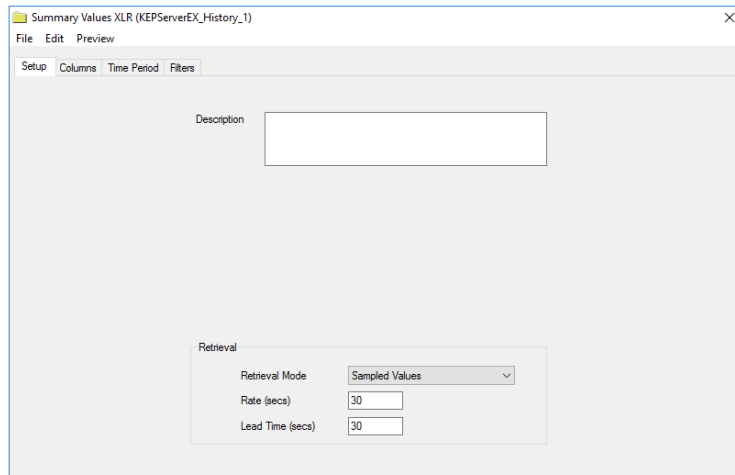 Summary Values XLR (KEPServerEX_History_1)
File Edit Preview
Setup Columns Time Period Filters
Description
Retrieval
Retrieval Mode Sampled Values
Rate (secs) 30
Lead Time (secs) 30